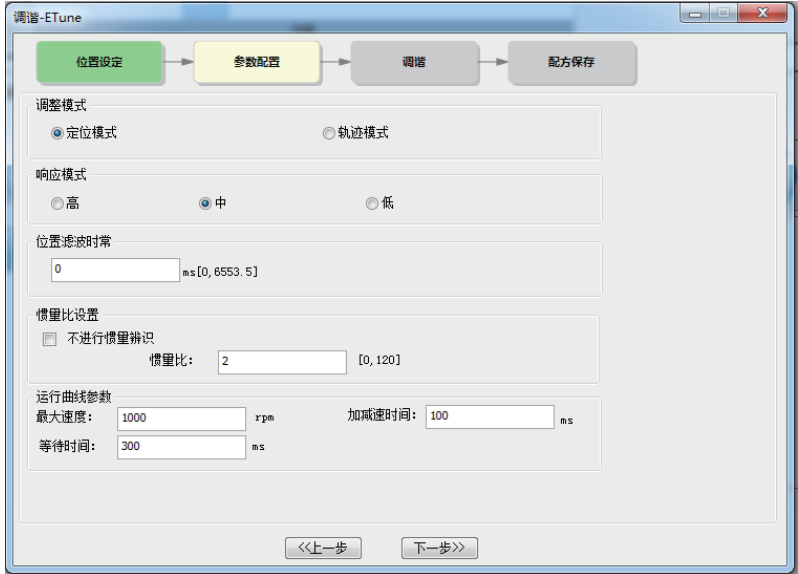 调谐-ETune
位置设定 参数配置 调谐 配方保存
调整模式
定位模式 轨迹模式
响应模式
高 中 低
位置滤波时常
0 ms[0,6553.5]
惯量比设置
不进行惯量辨识
惯量比: 2 [0,120]
运行曲线参数
最大速度: 1000 rpm 加减速时间: 100 ms
等待时间: 300 ms
<<上一步 下一步>>